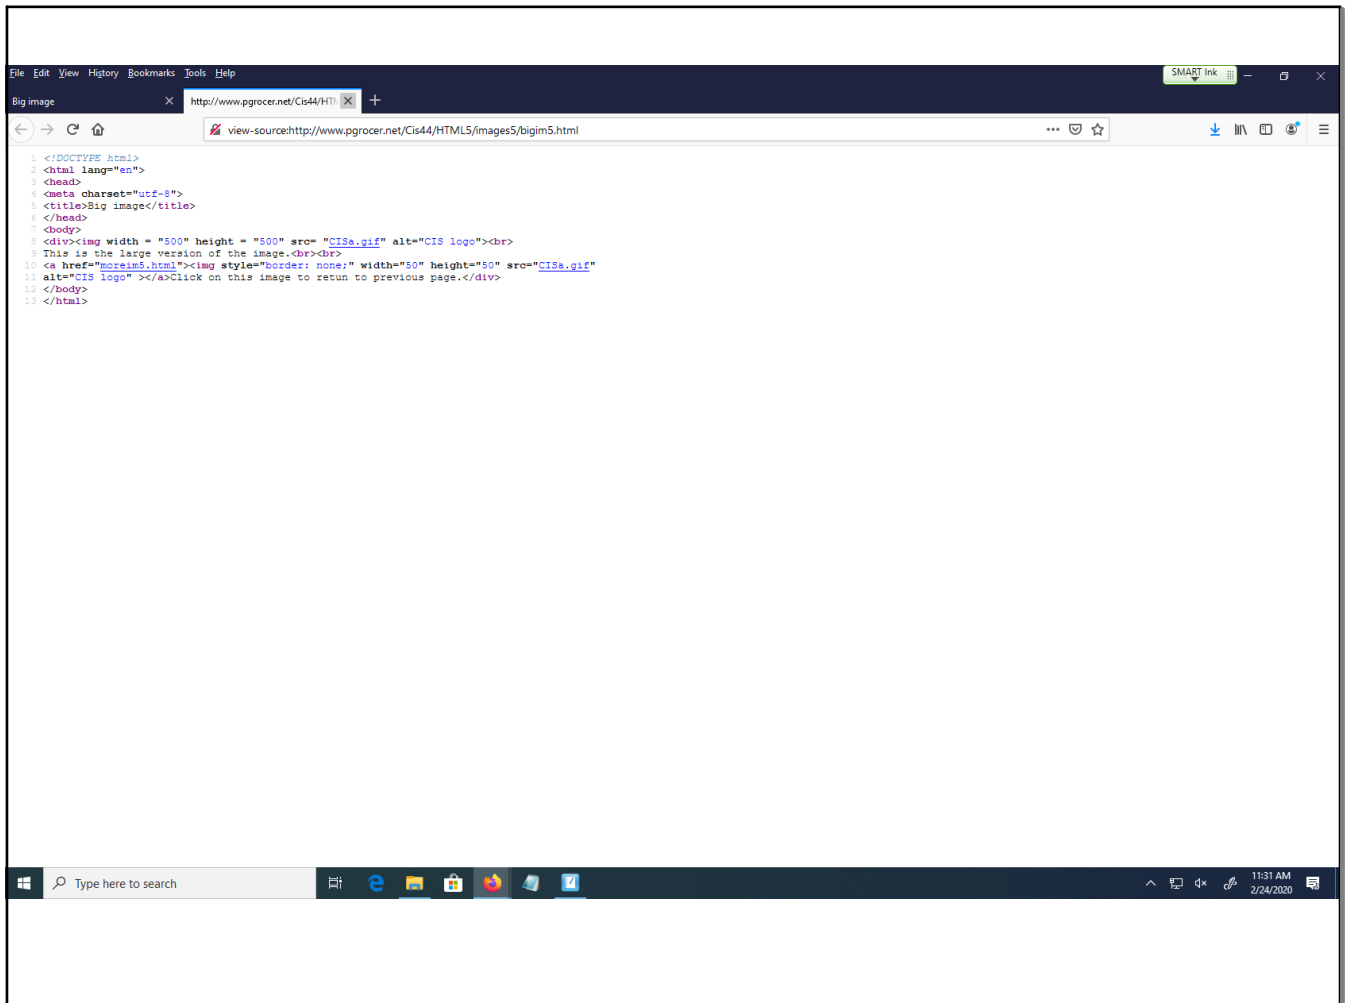 File Edit View History Bookmarks Tools Help
SMART Ink
Big image
http://www.pgrocer.net/Cis44/HTM
view-source:http://www.pgrocer.net/Cis44/HTML5/images5/bigim5.html
1 <!DOCTYPE html>
2 <html lang="en">
3 <head>
4 <meta charset="utf-8">
5 <title>Big image</title>
6 </head>
7 <body>
8 <div><img width = "500" height = "500" src= "CISa.gif" alt="CIS logo"><br>
9 This is the large version of the image.<br><br>
10 <a href="moreim5.html"><img style="border: none;" width="50" height="50" src="CISa.gif"
11 alt="CIS logo" ></a>Click on this image to retun to previous page.</div>
12 </body>
13 </html>
Type here to search
11:31 AM
2/24/2020